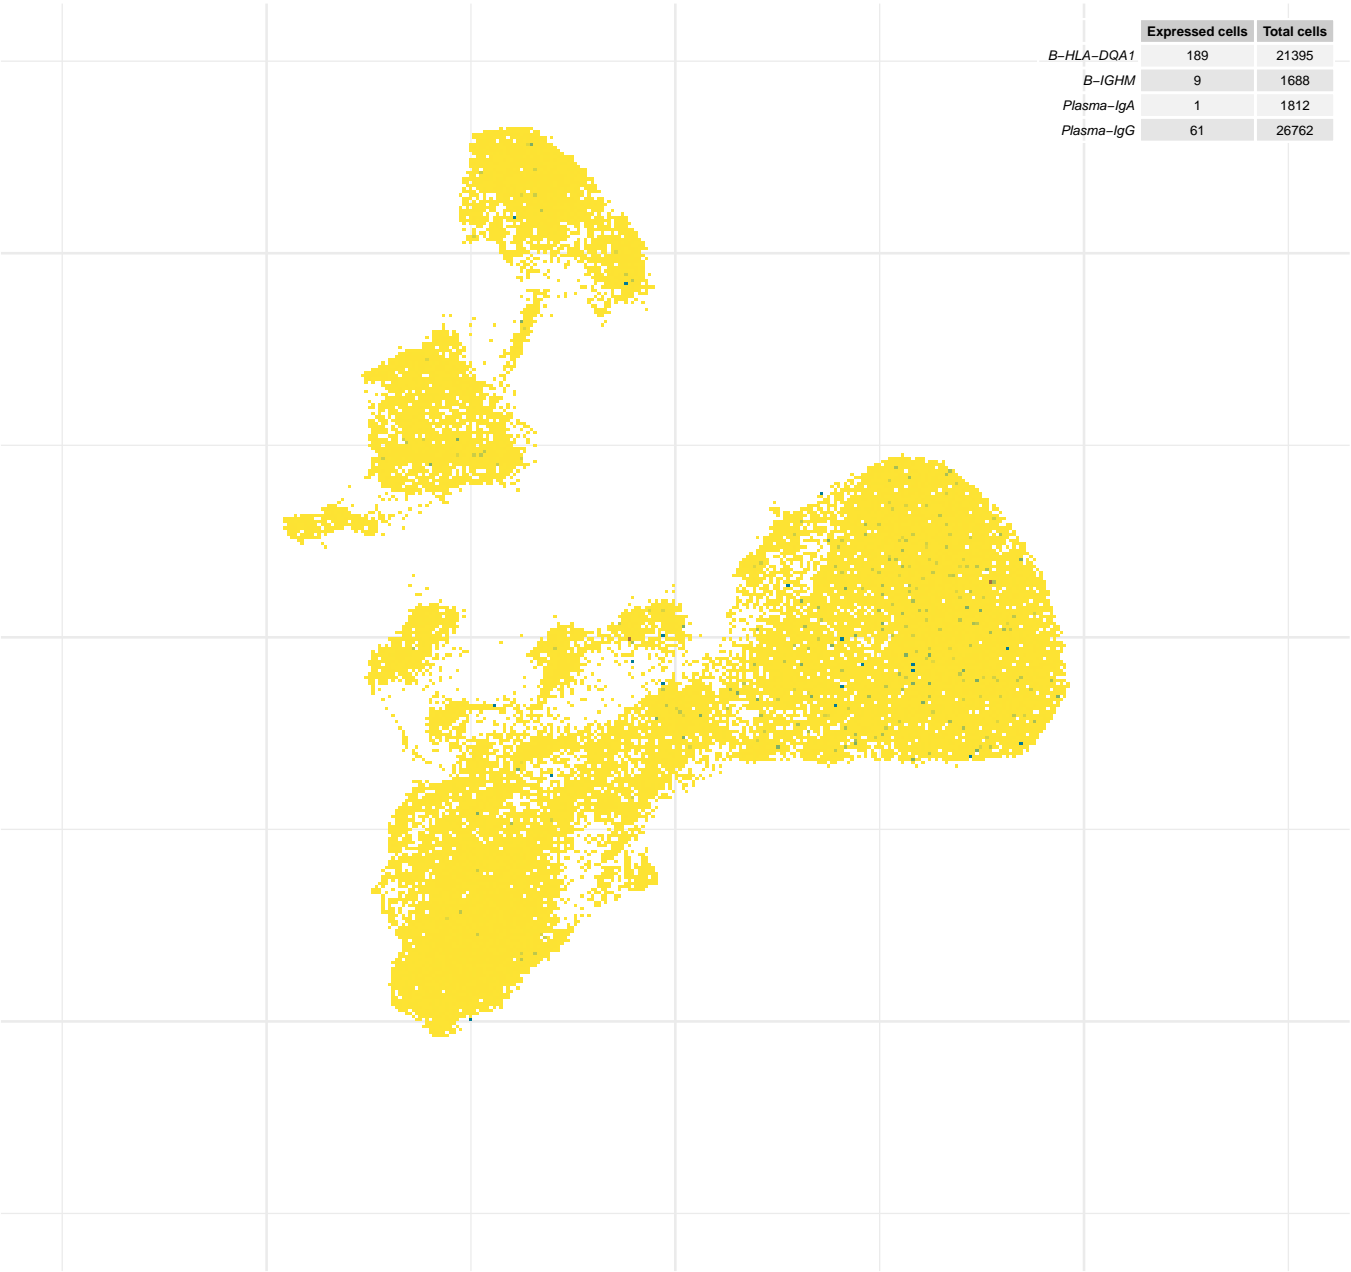 Expressed cells Total cells
B−HLA−DQA1 189 21395
B−IGHM 9 1688
Plasma−IgA 1 1812
Plasma−IgG 61 26762